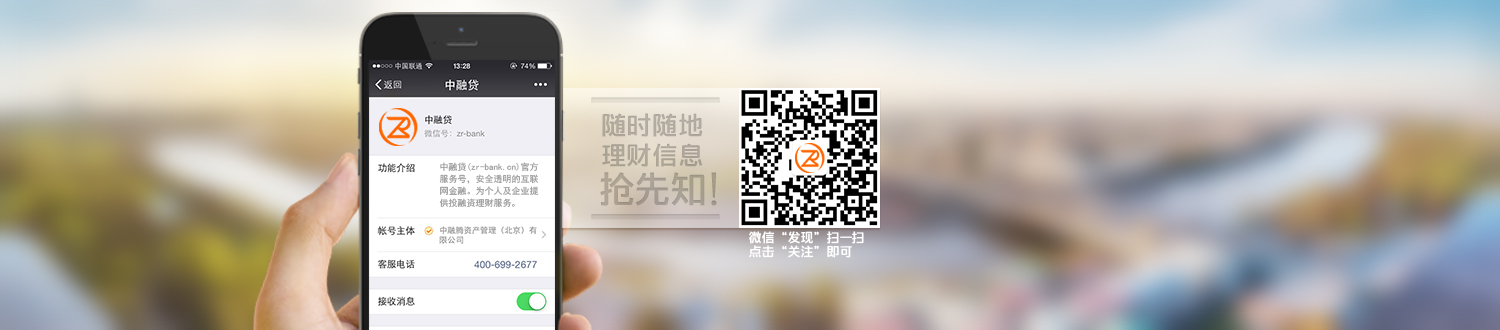 中国联通 13:28 74%
返回 中融贷
中融贷
微信号: zr-bank
功能介绍
中融贷(zr-bank.cn)官方
服务号，安全透明的互联
网金融。为个人及企业提
供投融资理财服务。
帐号主体
中融腾资产管理（北京）有
限公司
客服电话 400-699-2677
接收消息
随时随地
理财信息
抢先知!
微信“发现”扫一扫
点击“关注”即可